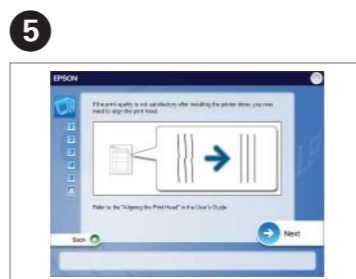 5
EPSON
If the print quality is not satisfactory after installing the printer driver, you may
need to align the print head.
Refer to the "Aligning the Print Head" in the User's Guide.
Back
Next